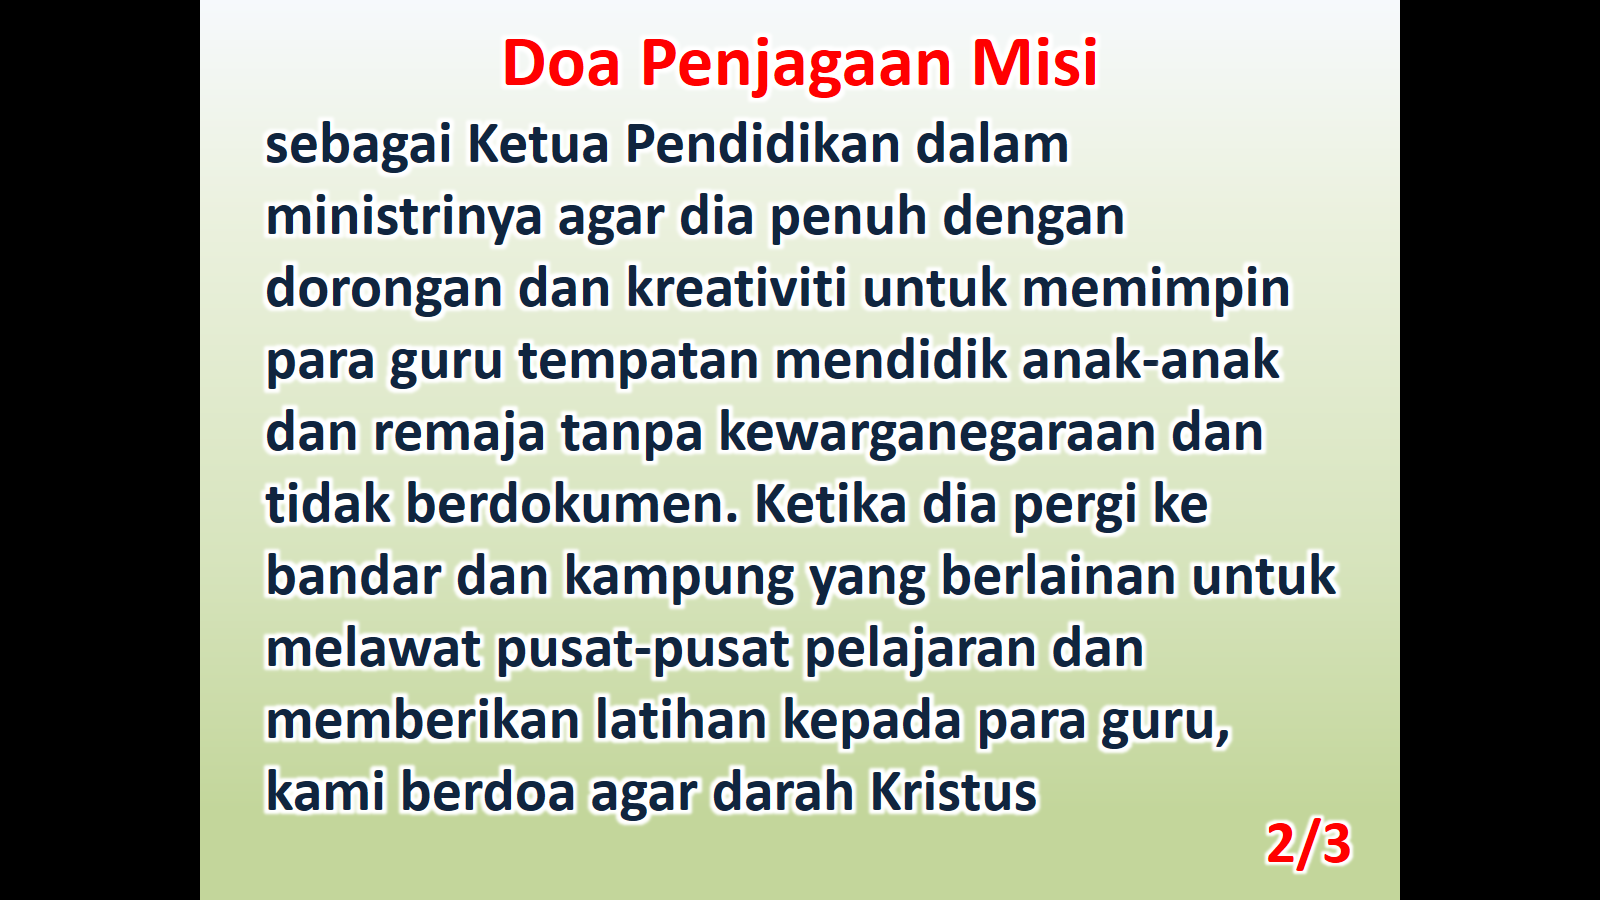 Doa Penjagaan Misi
sebagai Ketua Pendidikan dalam
ministrinya agar dia penuh dengan
dorongan dan kreativiti untuk memimpin
para guru tempatan mendidik anak-anak
dan remaja tanpa kewarganegaraan dan
tidak berdokumen. Ketika dia pergi ke
bandar dan kampung yang berlainan untuk
melawat pusat-pusat pelajaran dan
memberikan latihan kepada para guru,
kami berdoa agar darah Kristus
2/3